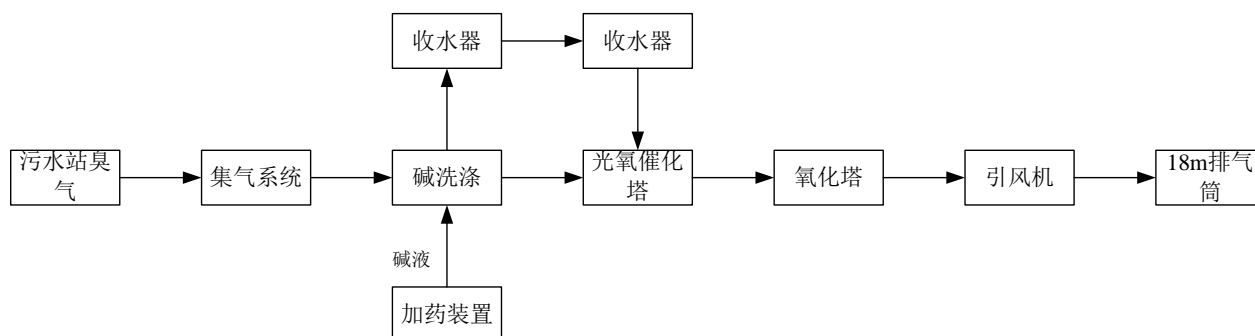 收水器
收水器
污水站臭
气
集气系统
碱洗涤
光氧催化
塔
氧化塔
引风机
18m排气
筒
碱液
加药装置